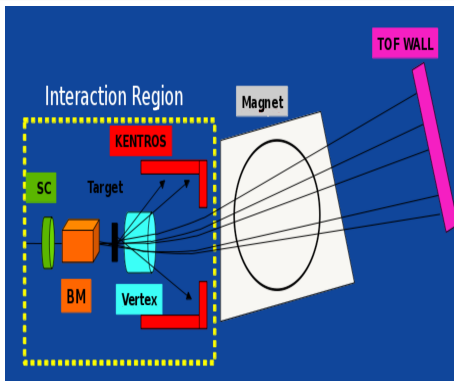 TOF WALL
Interaction Region
Magnet
KENTROS
SC
Target
BM
Vertex